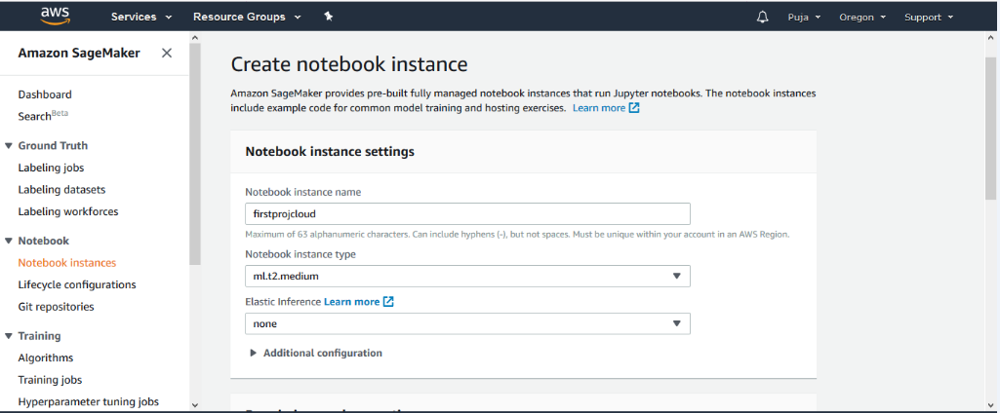 aws
Services
Resource Groups
Puja
Oregon
Support
Amazon SageMaker
Dashboard
Search Beta
Ground Truth
Labeling jobs
Labeling datasets
Labeling workforces
Notebook
Notebook instances
Lifecycle configurations
Git repositories
Training
Algorithms
Training jobs
Hyperparameter tuning jobs
Create notebook instance
Amazon SageMaker provides pre-built fully managed notebook instances that run Jupyter notebooks. The notebook instances
include example code for common model training and hosting exercises. Learn more
Notebook instance settings
Notebook instance name
firstprojcloud
Maximum of 63 alphanumeric characters. Can include hyphens (-), but not spaces. Must be unique within your account in an AWS Region.
Notebook instance type
ml.t2.medium
Elastic Inference Learn more
none
Additional configuration